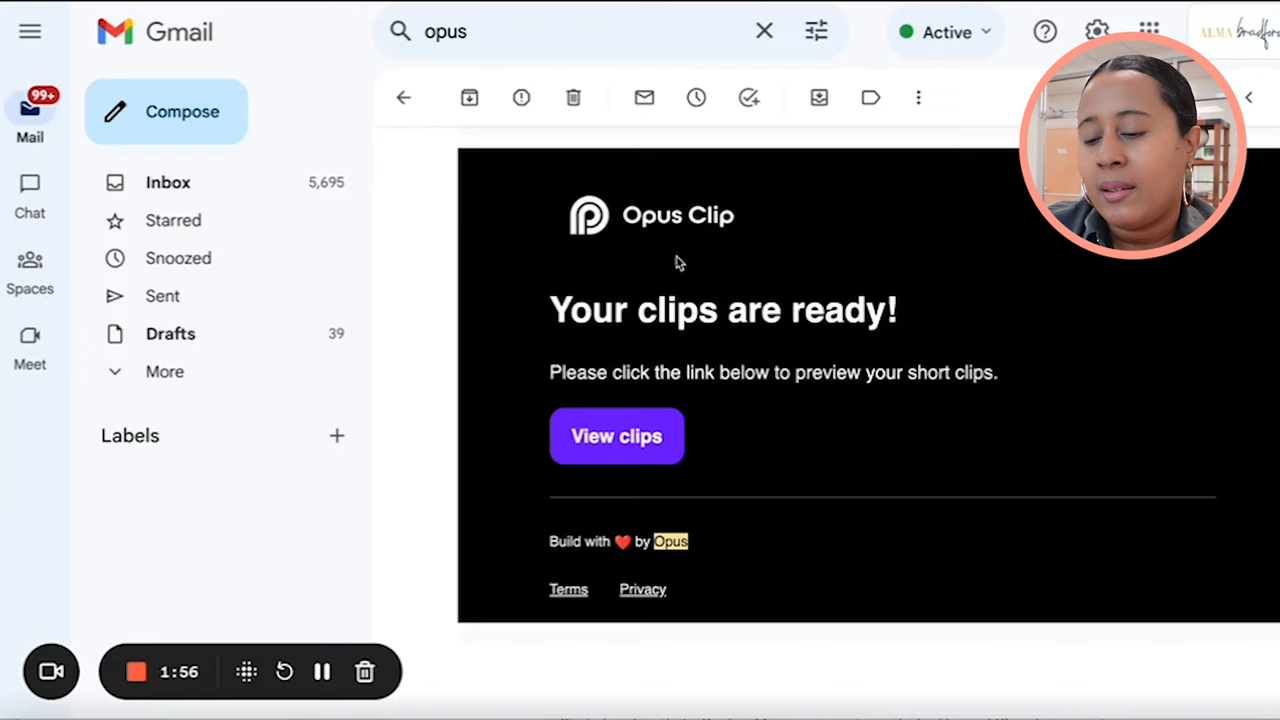 Gmail
opus
Active
ALMA bradford
99+
Mail
Compose
Inbox 5,695
Chat
Starred
Snoozed
Spaces
Sent
Drafts 39
Meet
More
Labels
Opus Clip
Your clips are ready!
Please click the link below to preview your short clips.
View clips
Build with ❤️ by Opus
Terms Privacy
1:56